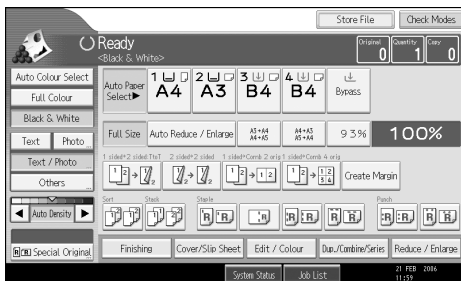 Store File
Check Modes
Ready
<Black & White>
Original
0
Quantity
1
Copy
0
Auto Colour Select
Full Colour
Black & White
Text
Photo
Text / Photo
Others
Auto Density
Special Original
Auto Paper
Select▶
1
A4
2
A3
3
B4
4
B4
Bypass
Full Size
Auto Reduce / Enlarge
A3→A4
A4→A5
A4→A3
A5→A4
93%
100%
1 sided→2 sided TtoT
2 sided→2 sided
1 sided→Comb 2 orig
1 sided→Comb 4 orig
Create Margin
Sort
Stack
Staple
Punch
Finishing
Cover/Slip Sheet
Edit / Colour
Dup./Combine/Series
Reduce / Enlarge
System Status
Job List
21 FEB 2006
11:59